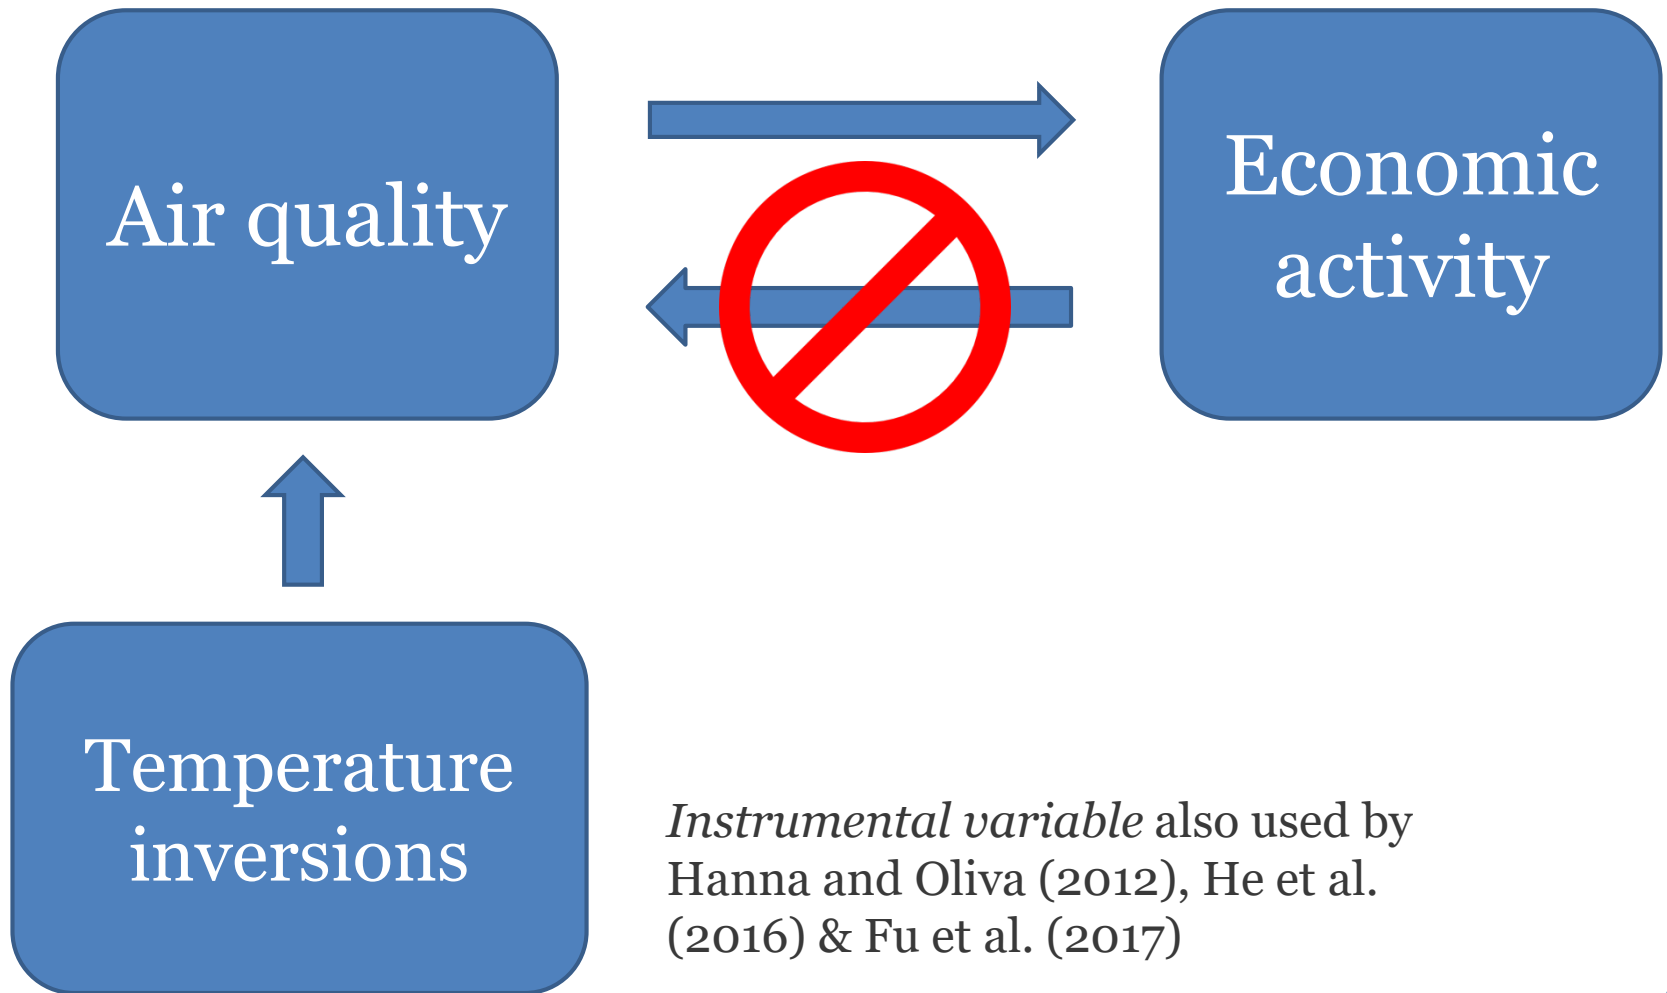 Air quality
Economic
activity
Temperature
inversions
Instrumental variable also used by
Hanna and Oliva (2012), He et al.
(2016) & Fu et al. (2017)